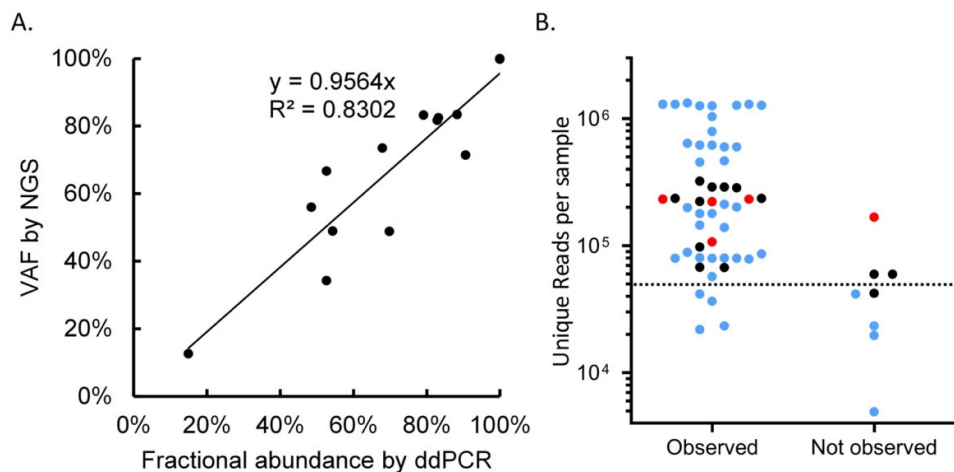 A.
VAF by NGS
100%
80%
60%
40%
20%
0%
y = 0.9564x
R² = 0.8302
0% 20% 40% 60% 80% 100%
Fractional abundance by ddPCR
B.
Unique Reads per sample
10⁶
10⁵
10⁴
Observed Not observed